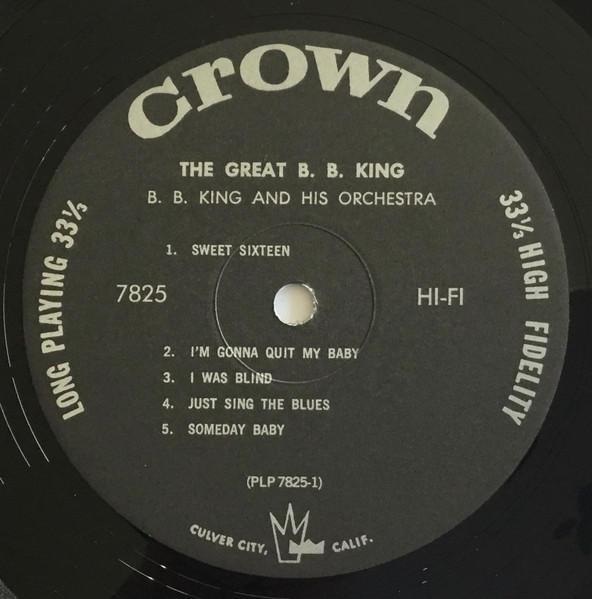 crown
THE GREAT B. B. KING
B. B. KING AND HIS ORCHESTRA
LONG PLAYING 33⅓
33⅓ HIGH FIDELITY
1. SWEET SIXTEEN
7825
HI-FI
2. I'M GONNA QUIT MY BABY
3. I WAS BLIND
4. JUST SING THE BLUES
5. SOMEDAY BABY
(PLP 7825-1)
CULVER CITY, CALIF.